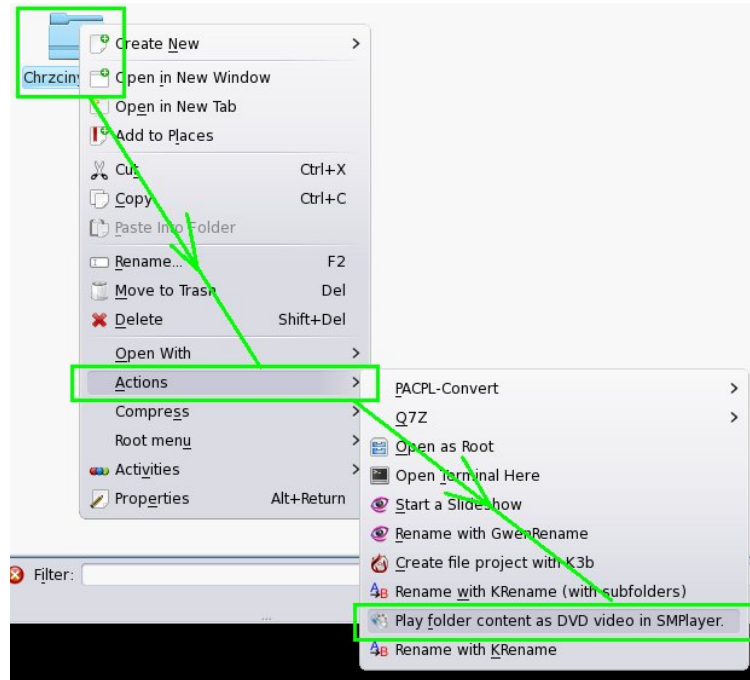 Create New
Chrzciny
Open in New Window
Open in New Tab
Add to Places
Cut Ctrl+X
Copy Ctrl+C
Paste Into Folder
Rename... F2
Move to Trash Del
Delete Shift+Del
Open With
Actions
Compress
Root menu
Activities
Properties Alt+Return
PACPL-Convert
Q7Z
Open as Root
Open Terminal Here
Start a Slideshow
Rename with GwenRename
Create file project with K3b
Rename with KRename (with subfolders)
Play folder content as DVD video in SMPlayer.
Rename with KRename
Filter: